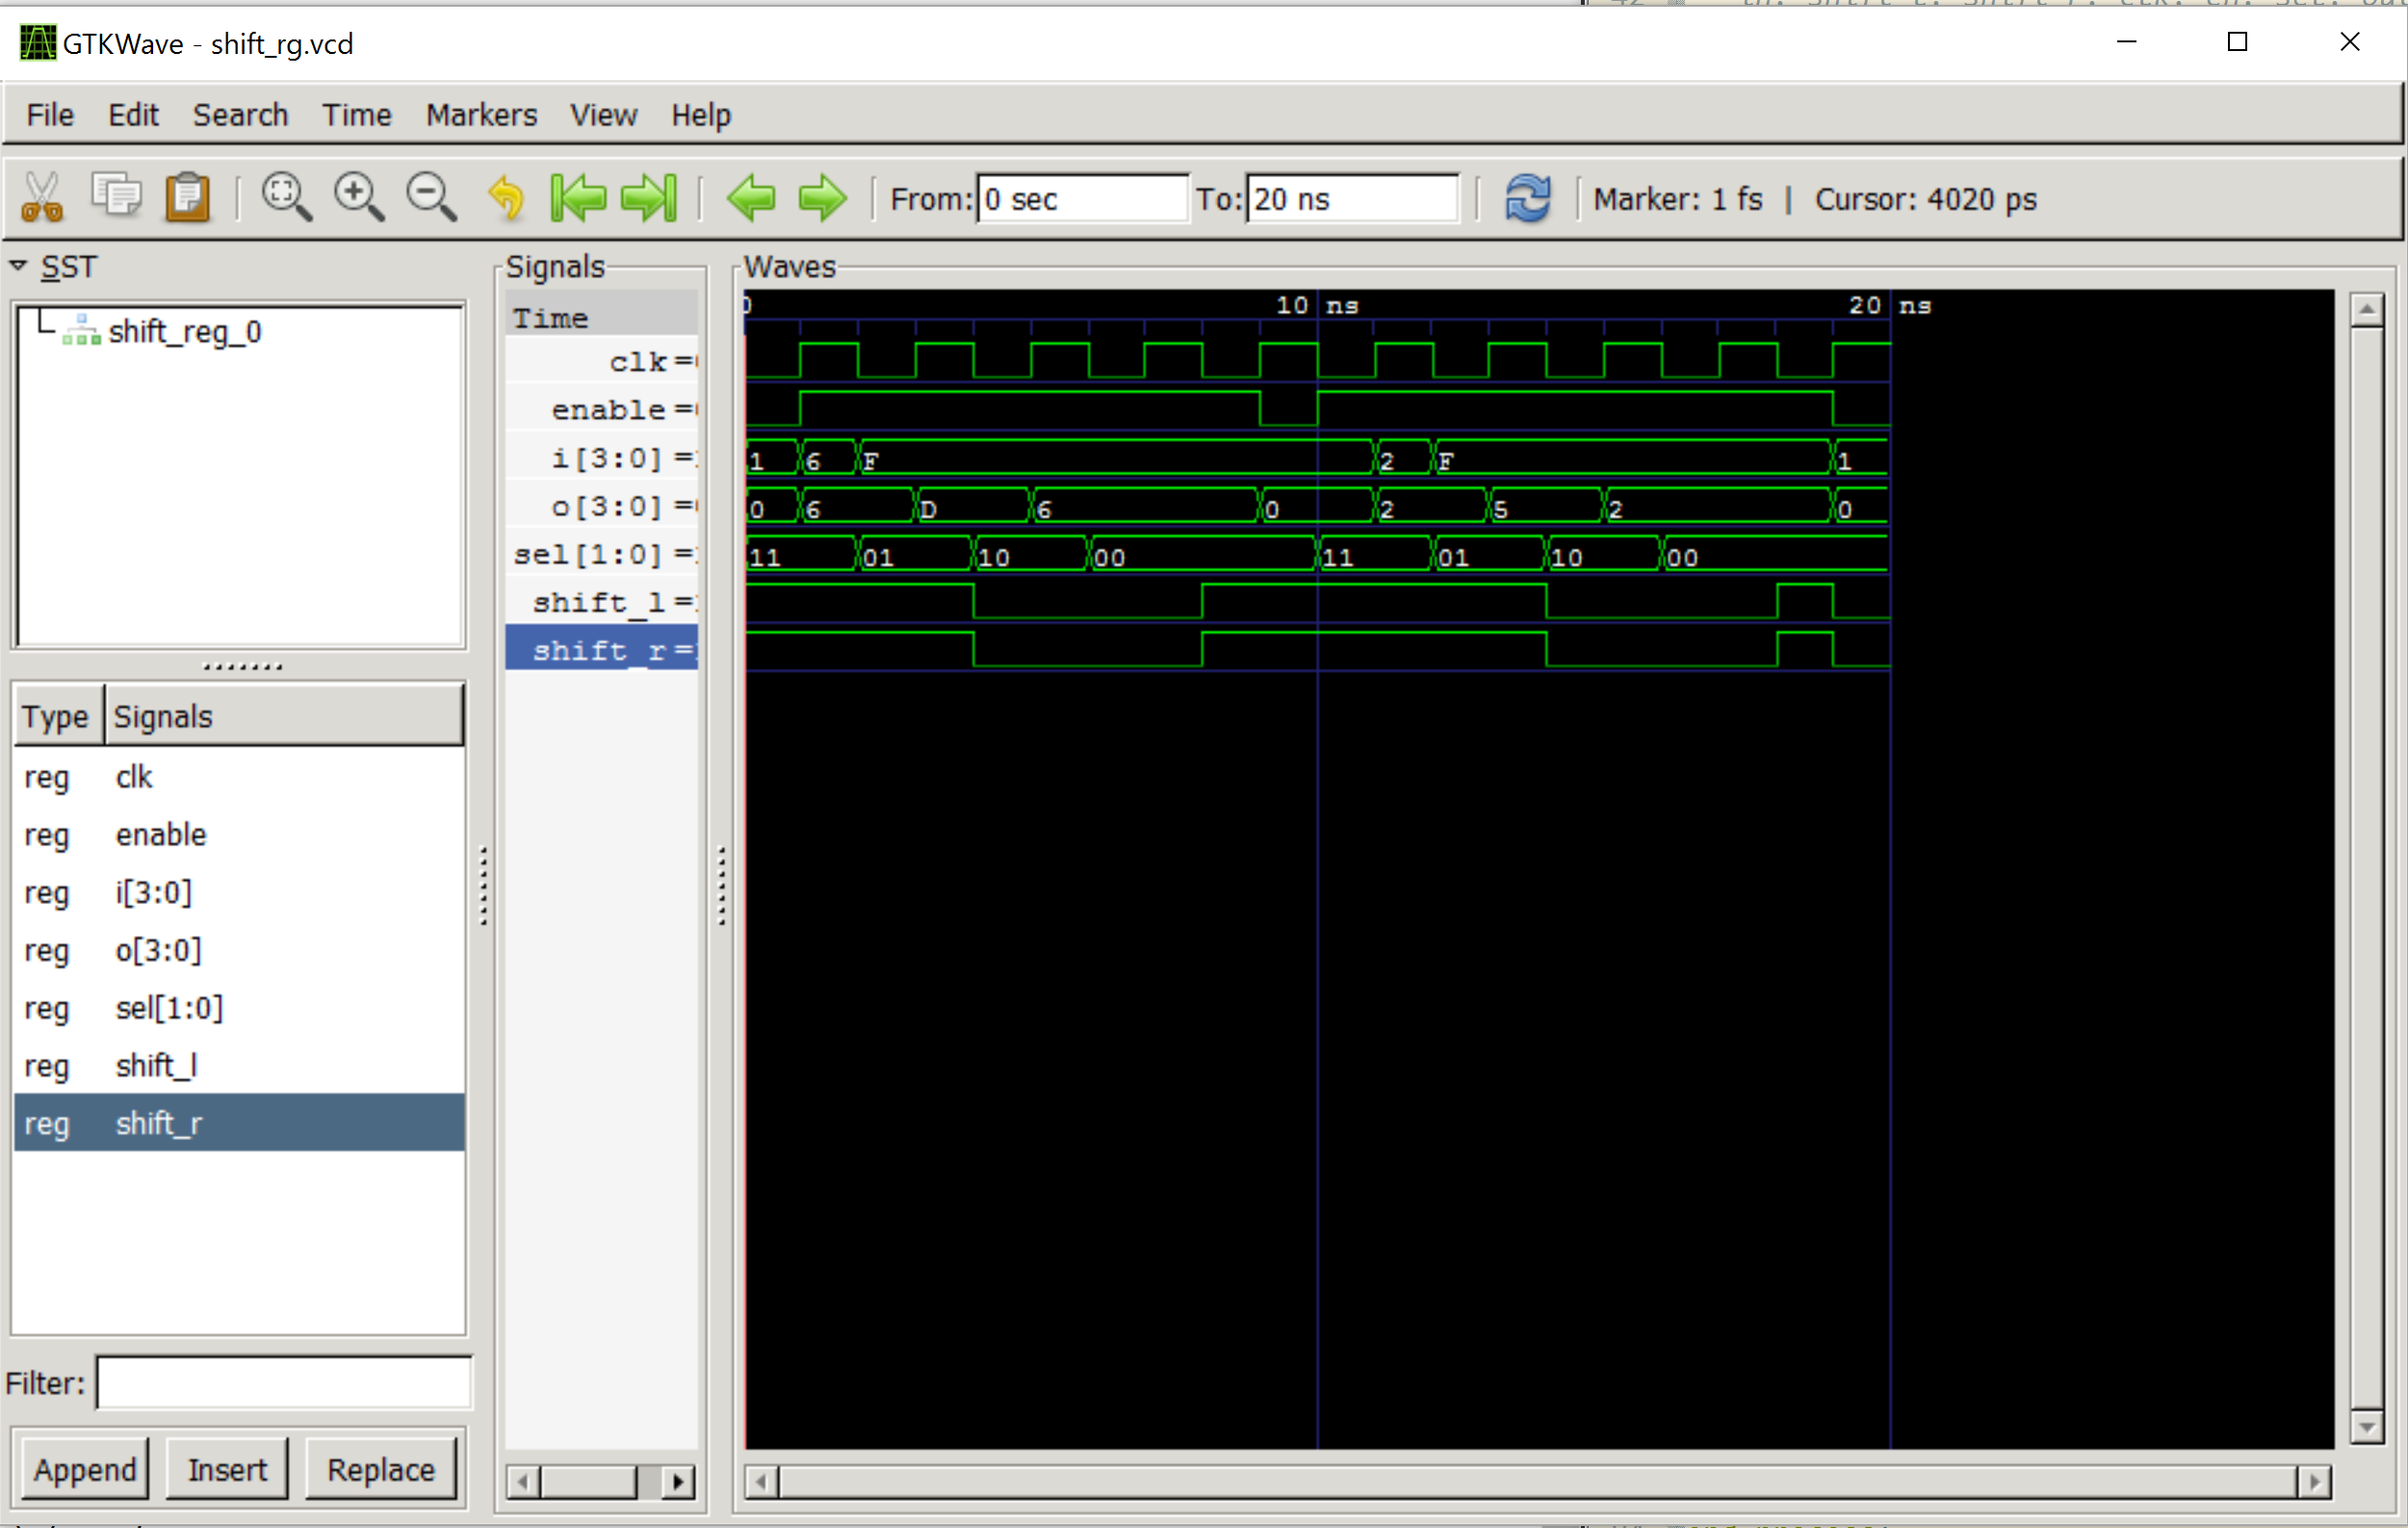 GTKWave - shift_rg.vcd
File Edit Search Time Markers View Help
From: 0 sec To: 20 ns Marker: 1 fs | Cursor: 4020 ps
SST
shift_reg_0
Type Signals
reg clk
reg enable
reg i[3:0]
reg o[3:0]
reg sel[1:0]
reg shift_l
reg shift_r
Filter:
Append Insert Replace
Signals
Time
clk =
enable =
i[3:0] =
o[3:0] =
sel[1:0] =
shift_l =
shift_r =
Waves
0 10 ns 20 ns
1 6 F 2 F 1
0 6 D 6 0 2 5 2 0
11 01 10 00 11 01 10 00